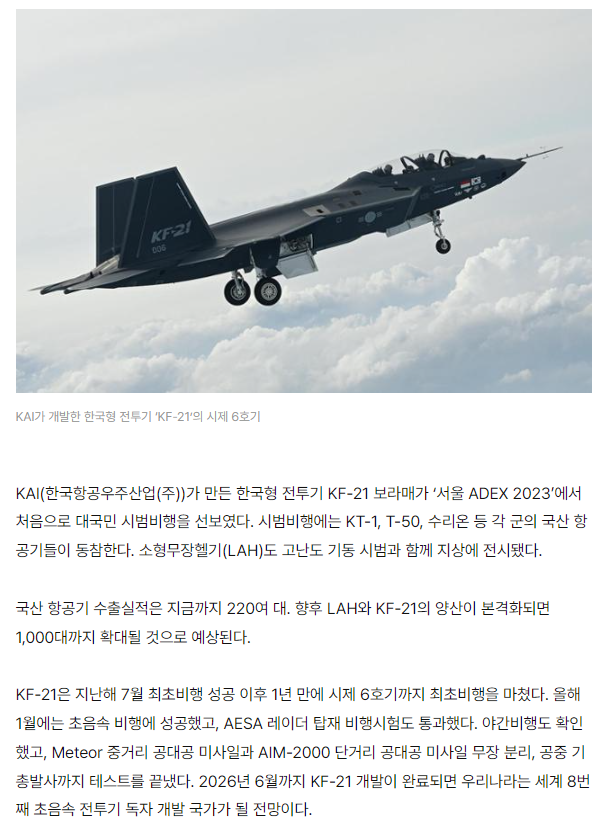 KF-21
006
KAI가 개발한 한국형 전투기 'KF-21'의 시제 6호기
KAI(한국항공우주산업(주))가 만든 한국형 전투기 KF-21 보라매가 ‘서울 ADEX 2023’에서
처음으로 대국민 시범비행을 선보였다. 시범비행에는 KT-1, T-50, 수리온 등 각 군의 국산 항
공기들이 동참한다. 소형무장헬기(LAH)도 고난도 기동 시범과 함께 지상에 전시됐다.
국산 항공기 수출실적은 지금까지 220여 대. 향후 LAH와 KF-21의 양산이 본격화되면
1,000대까지 확대될 것으로 예상된다.
KF-21은 지난해 7월 최초비행 성공 이후 1년 만에 시제 6호기까지 최초비행을 마쳤다. 올해
1월에는 초음속 비행에 성공했고, AESA 레이더 탑재 비행시험도 통과했다. 야간비행도 확인
했고, Meteor 중거리 공대공 미사일과 AIM-2000 단거리 공대공 미사일 무장 분리, 공중 기
총발사까지 테스트를 끝냈다. 2026년 6월까지 KF-21 개발이 완료되면 우리나라는 세계 8번
째 초음속 전투기 독자 개발 국가가 될 전망이다.